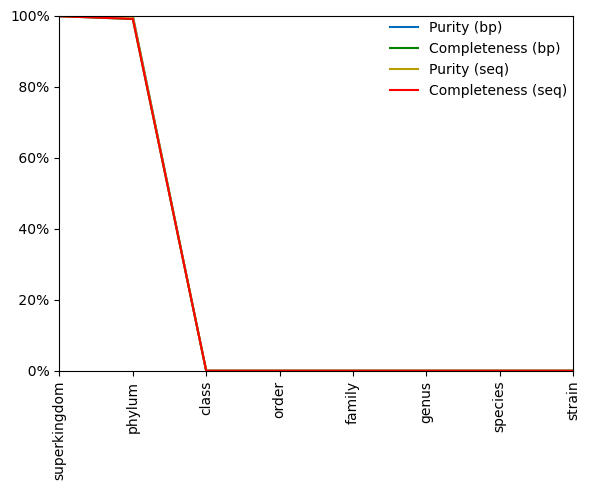 100%
80%
60%
40%
20%
0%
Purity (bp)
Completeness (bp)
Purity (seq)
Completeness (seq)
superkingdom
phylum
class
order
family
genus
species
strain